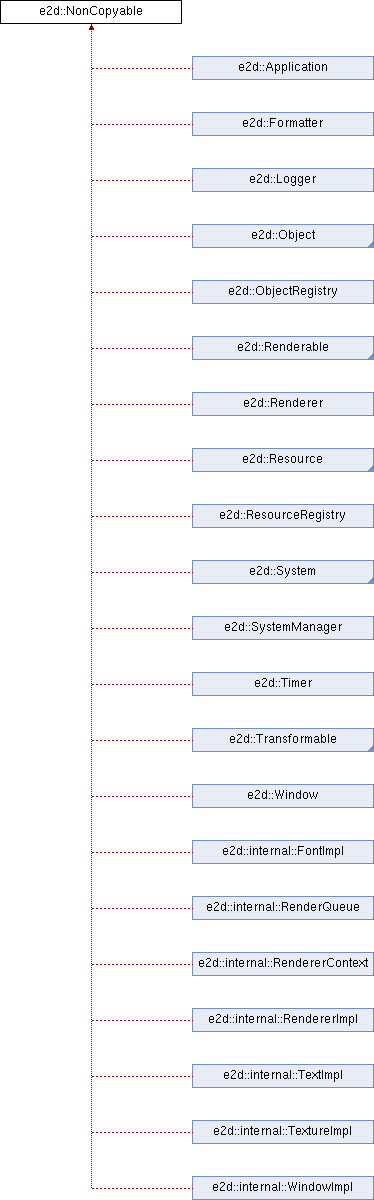 e2d::NonCopyable
e2d::Application
e2d::Formatter
e2d::Logger
e2d::Object
e2d::ObjectRegistry
e2d::Renderable
e2d::Renderer
e2d::Resource
e2d::ResourceRegistry
e2d::System
e2d::SystemManager
e2d::Timer
e2d::Transformable
e2d::Window
e2d::internal::FontImpl
e2d::internal::RenderQueue
e2d::internal::RendererContext
e2d::internal::RendererImpl
e2d::internal::TextImpl
e2d::internal::TextureImpl
e2d::internal::WindowImpl